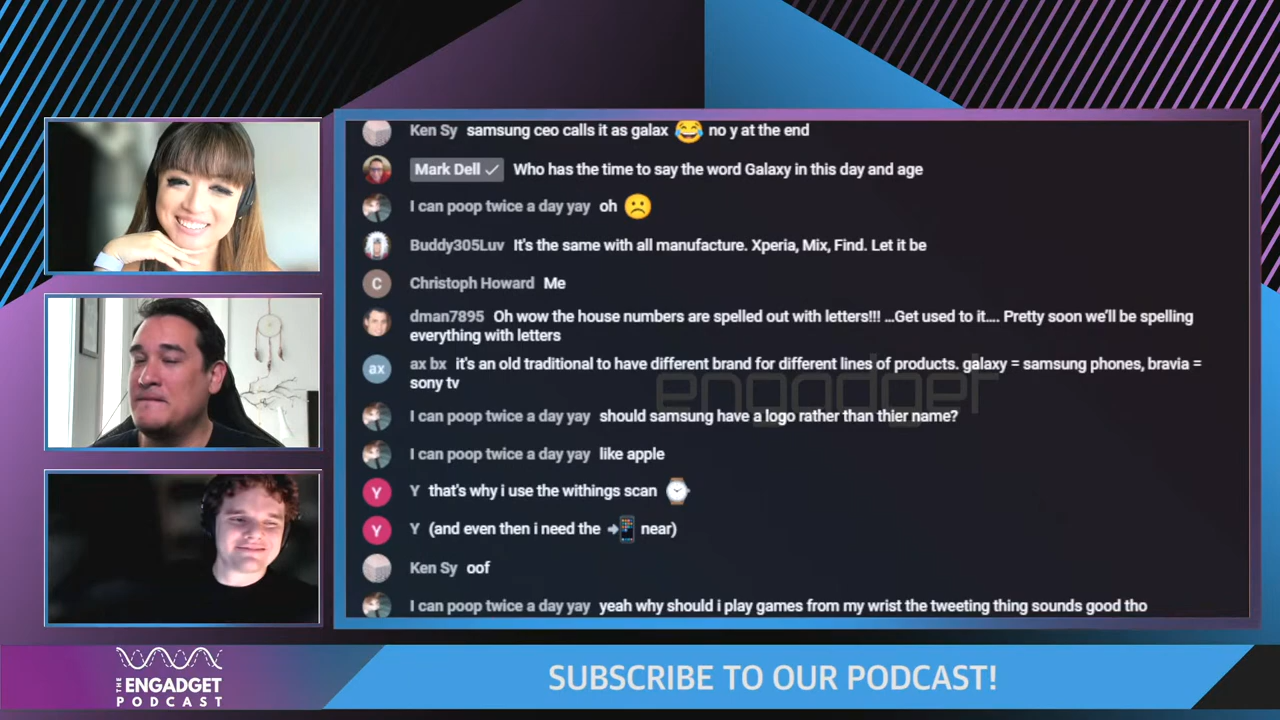 Ken Sy samsung ceo calls it as galax 😂 no y at the end
Mark Dell ✓ Who has the time to say the word Galaxy in this day and age
I can poop twice a day yay oh ☹️
Buddy305Luv It's the same with all manufacture. Xperia, Mix, Find. Let it be
C Christoph Howard Me
dman7895 Oh wow the house numbers are spelled out with letters!!! ...Get used to it.... Pretty soon we'll be spelling
everything with letters
ax ax bx it's an old traditional to have different brand for different lines of products. galaxy = samsung phones, bravia =
sony tv
engadget
I can poop twice a day yay should samsung have a logo rather than thier name?
I can poop twice a day yay like apple
Y Y that's why i use the withings scan ⌚
Y Y (and even then i need the 📲 near)
Ken Sy oof
I can poop twice a day yay yeah why should i play games from my wrist the tweeting thing sounds good tho
THE ENGADGET
PODCAST
SUBSCRIBE TO OUR PODCAST!